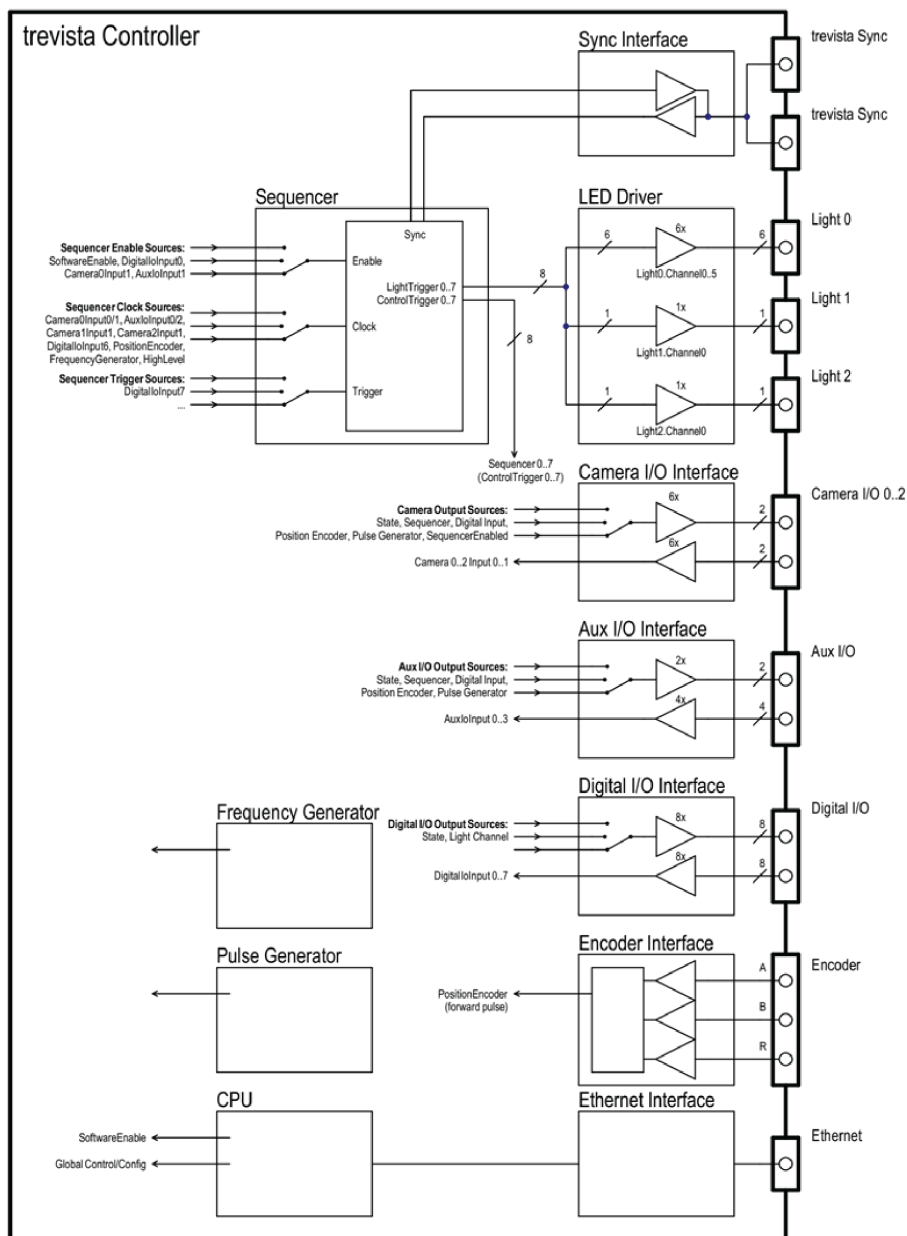 trevista Controller
trevista Sync
Sync Interface
trevista Sync
Sequencer
LED Driver
Sync
Light 0
Sequencer Enable Sources:
SoftwareEnable, DigitalIoInput0,
Camera0Input1, AuxIoInput1
Enable
6
6x
6
Light0.Channel0..5
LightTrigger 0..7
ControlTrigger 0..7
8
Light 1
Sequencer Clock Sources:
Camera0Input0/1, AuxIoInput0/2,
Camera1Input1, Camera2Input1,
DigitalIoInput6, PositionEncoder,
FrequencyGenerator, HighLevel
Clock
8
1
1x
1
Light1.Channel0
Sequencer Trigger Sources:
DigitalIoInput7
....
Trigger
Light 2
1
1x
1
Light2.Channel0
Sequencer 0..7
(ControlTrigger 0..7)
Camera I/O Interface
Camera I/O 0..2
Camera Output Sources:
State, Sequencer, Digital Input,
Position Encoder, Pulse Generator, SequencerEnabled
6x
2
Camera 0..2 Input 0..1
6x
2
Aux I/O Interface
Aux I/O
Aux I/O Output Sources:
State, Sequencer, Digital Input,
Position Encoder, Pulse Generator
2x
2
AuxIoInput 0..3
4x
4
Digital I/O Interface
Digital I/O
Frequency Generator
Digital I/O Output Sources:
State, Light Channel
8x
8
DigitalIoInput 0..7
8x
8
Pulse Generator
Encoder Interface
Encoder
PositionEncoder
(forward pulse)
A
B
R
CPU
Ethernet Interface
Ethernet
SoftwareEnable
Global Control/Config